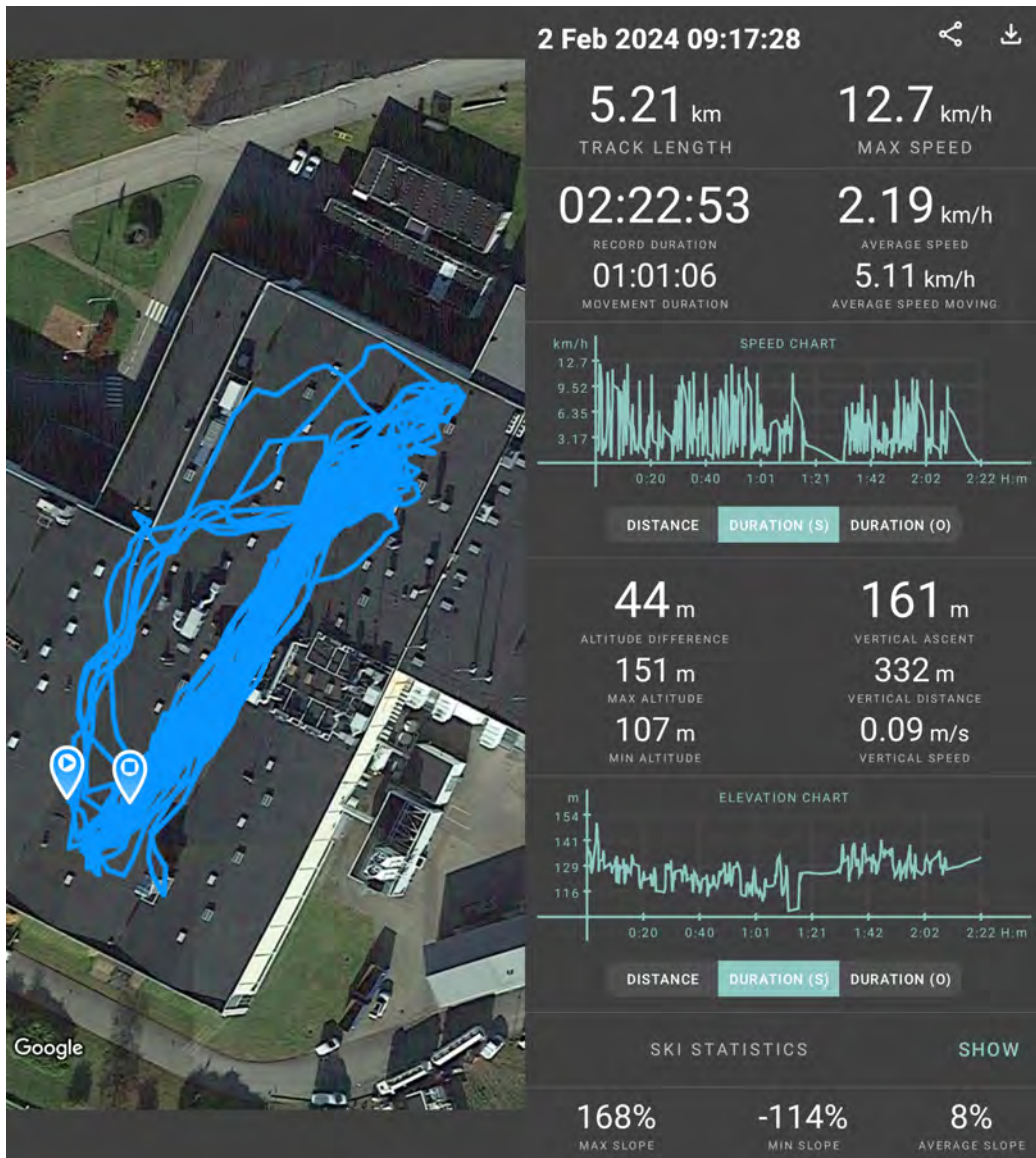 2 Feb 2024 09:17:28
5.21 km
12.7 km/h
TRACK LENGTH
MAX SPEED
02:22:53
2.19 km/h
RECORD DURATION
AVERAGE SPEED
01:01:06
5.11 km/h
MOVEMENT DURATION
AVERAGE SPEED MOVING
km/h
SPEED CHART
12.7
9.52
6.35
3.17
0:20 0:40 1:01 1:21 1:42 2:02 2:22 H:m
DISTANCE DURATION (S) DURATION (O)
44 m
161 m
ALTITUDE DIFFERENCE
VERTICAL ASCENT
151 m
332 m
MAX ALTITUDE
VERTICAL DISTANCE
107 m
0.09 m/s
MIN ALTITUDE
VERTICAL SPEED
m
ELEVATION CHART
154
141
129
116
0:20 0:40 1:01 1:21 1:42 2:02 2:22 H:m
DISTANCE DURATION (S) DURATION (O)
Google
SKI STATISTICS SHOW
168% -114% 8%
MAX SLOPE MIN SLOPE AVERAGE SLOPE